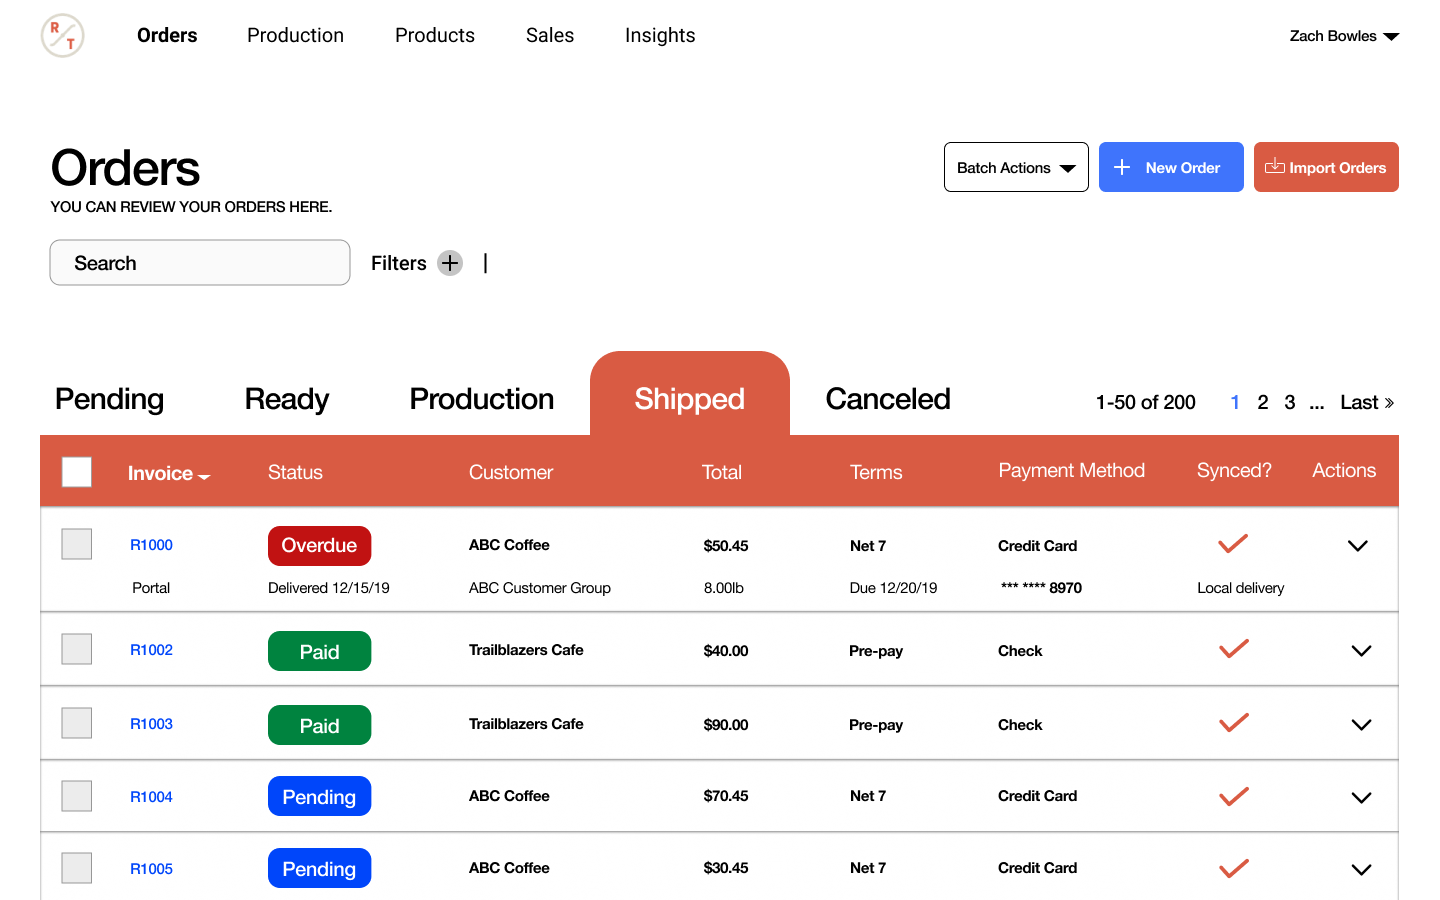 R
T
Orders Production Products Sales Insights Zach Bowles
Orders
YOU CAN REVIEW YOUR ORDERS HERE.
Batch Actions + New Order Import Orders
Search Filters + |
Pending Ready Production Shipped Canceled 1-50 of 200 1 2 3 ... Last »
Invoice Status Customer Total Terms Payment Method Synced? Actions
R1000 Overdue ABC Coffee $50.45 Net 7 Credit Card
Portal Delivered 12/15/19 ABC Customer Group 8.00lb Due 12/20/19 *** **** 8970 Local delivery
R1002 Paid Trailblazers Cafe $40.00 Pre-pay Check
R1003 Paid Trailblazers Cafe $90.00 Pre-pay Check
R1004 Pending ABC Coffee $70.45 Net 7 Credit Card
R1005 Pending ABC Coffee $30.45 Net 7 Credit Card